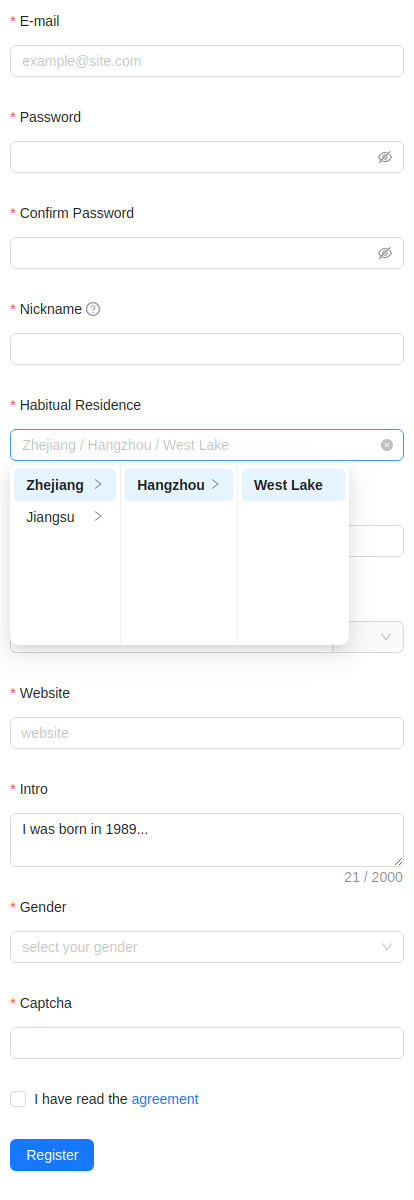 * E-mail
example@site.com
* Password
* Confirm Password
* Nickname
* Habitual Residence
Zhejiang / Hangzhou / West Lake
Zhejiang Hangzhou West Lake
Jiangsu
* Website
website
* Intro
I was born in 1989...
21 / 2000
* Gender
select your gender
* Captcha
I have read the agreement
Register